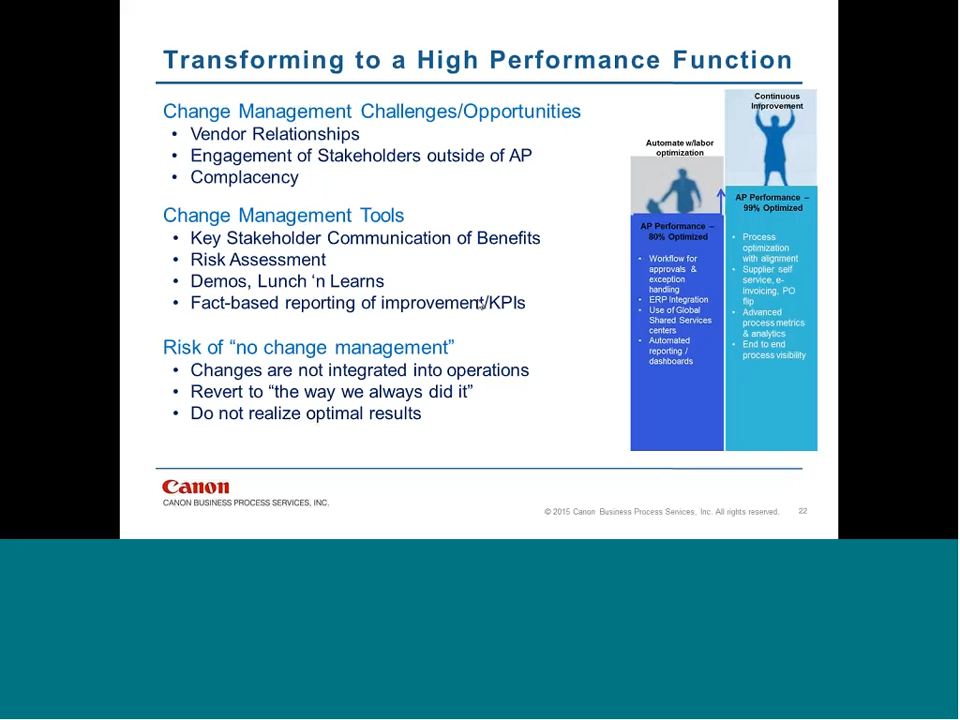 Transforming to a High Performance Function
Change Management Challenges/Opportunities
• Vendor Relationships
• Engagement of Stakeholders outside of AP
• Complacency
Change Management Tools
• Key Stakeholder Communication of Benefits
• Risk Assessment
• Demos, Lunch ‘n Learns
• Fact-based reporting of improvement/KPIs
Risk of “no change management”
• Changes are not integrated into operations
• Revert to “the way we always did it”
• Do not realize optimal results
Automate w/labor
optimization
AP Performance –
80% Optimized
• Workflow for
approvals &
exception
handling
• ERP Integration
• Use of Global
Shared Services
centers
• Automated
reporting /
dashboards
Continuous
Improvement
AP Performance –
99% Optimized
• Process
optimization
with alignment
• Supplier self
service, e-
invoicing, PO
flip
• Advanced
process metrics
& analytics
• End to end
process visibility
Canon
CANON BUSINESS PROCESS SERVICES, INC.
© 2015 Canon Business Process Services, Inc. All rights reserved.
22